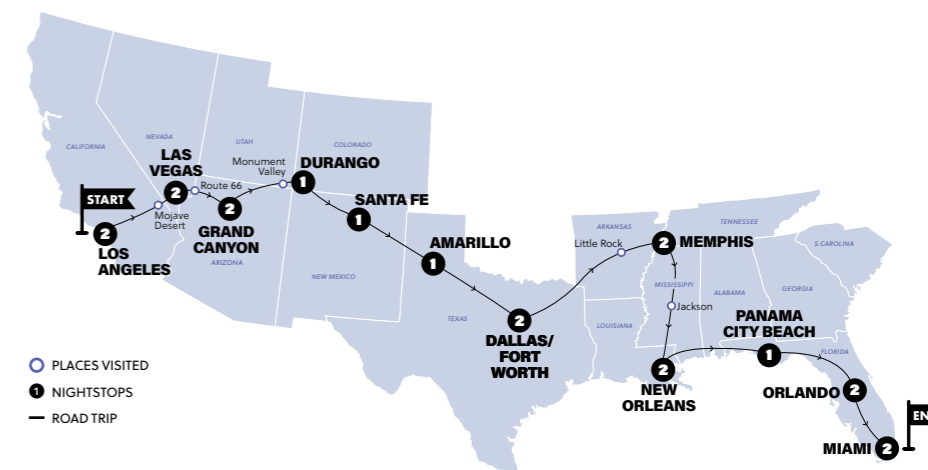 CALIFORNIA
NEVADA
UTAH
COLORADO
ARIZONA
NEW MEXICO
TEXAS
ARKANSAS
LOUISIANA
MISSISSIPPI
TENNESSEE
ALABAMA
GEORGIA
S.CAROLINA
FLORIDA
START
2
LOS
ANGELES
Mojave
Desert
LAS
VEGAS
2
Route 66
2
GRAND
CANYON
Monument
Valley
DURANGO
1
SANTA FE
1
AMARILLO
1
2
DALLAS/
FORT
WORTH
Little Rock
2
MEMPHIS
Jackson
2
NEW
ORLEANS
PANAMA
CITY BEACH
1
ORLANDO
2
MIAMI
2
EN
PLACES VISITED
1 NIGHTSTOPS
ROAD TRIP